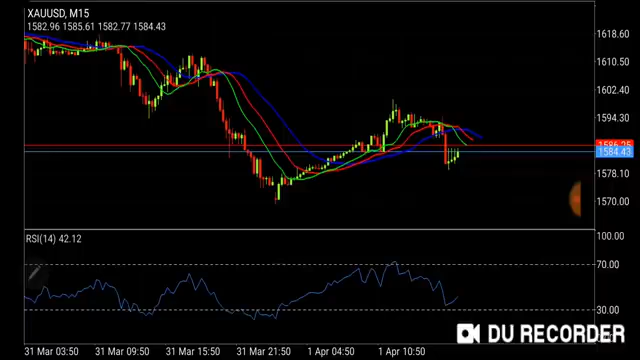 XAUUSD, M15
1582.96 1585.61 1582.77 1584.43
1618.60
1610.50
1602.40
1594.30
1586.25
1584.43
1578.10
1570.00
RSI(14) 42.12
100.00
70.00
30.00
DU RECORDER
31 Mar 03:50 31 Mar 09:50 31 Mar 15:50 31 Mar 21:50 1 Apr 04:50 1 Apr 10:50